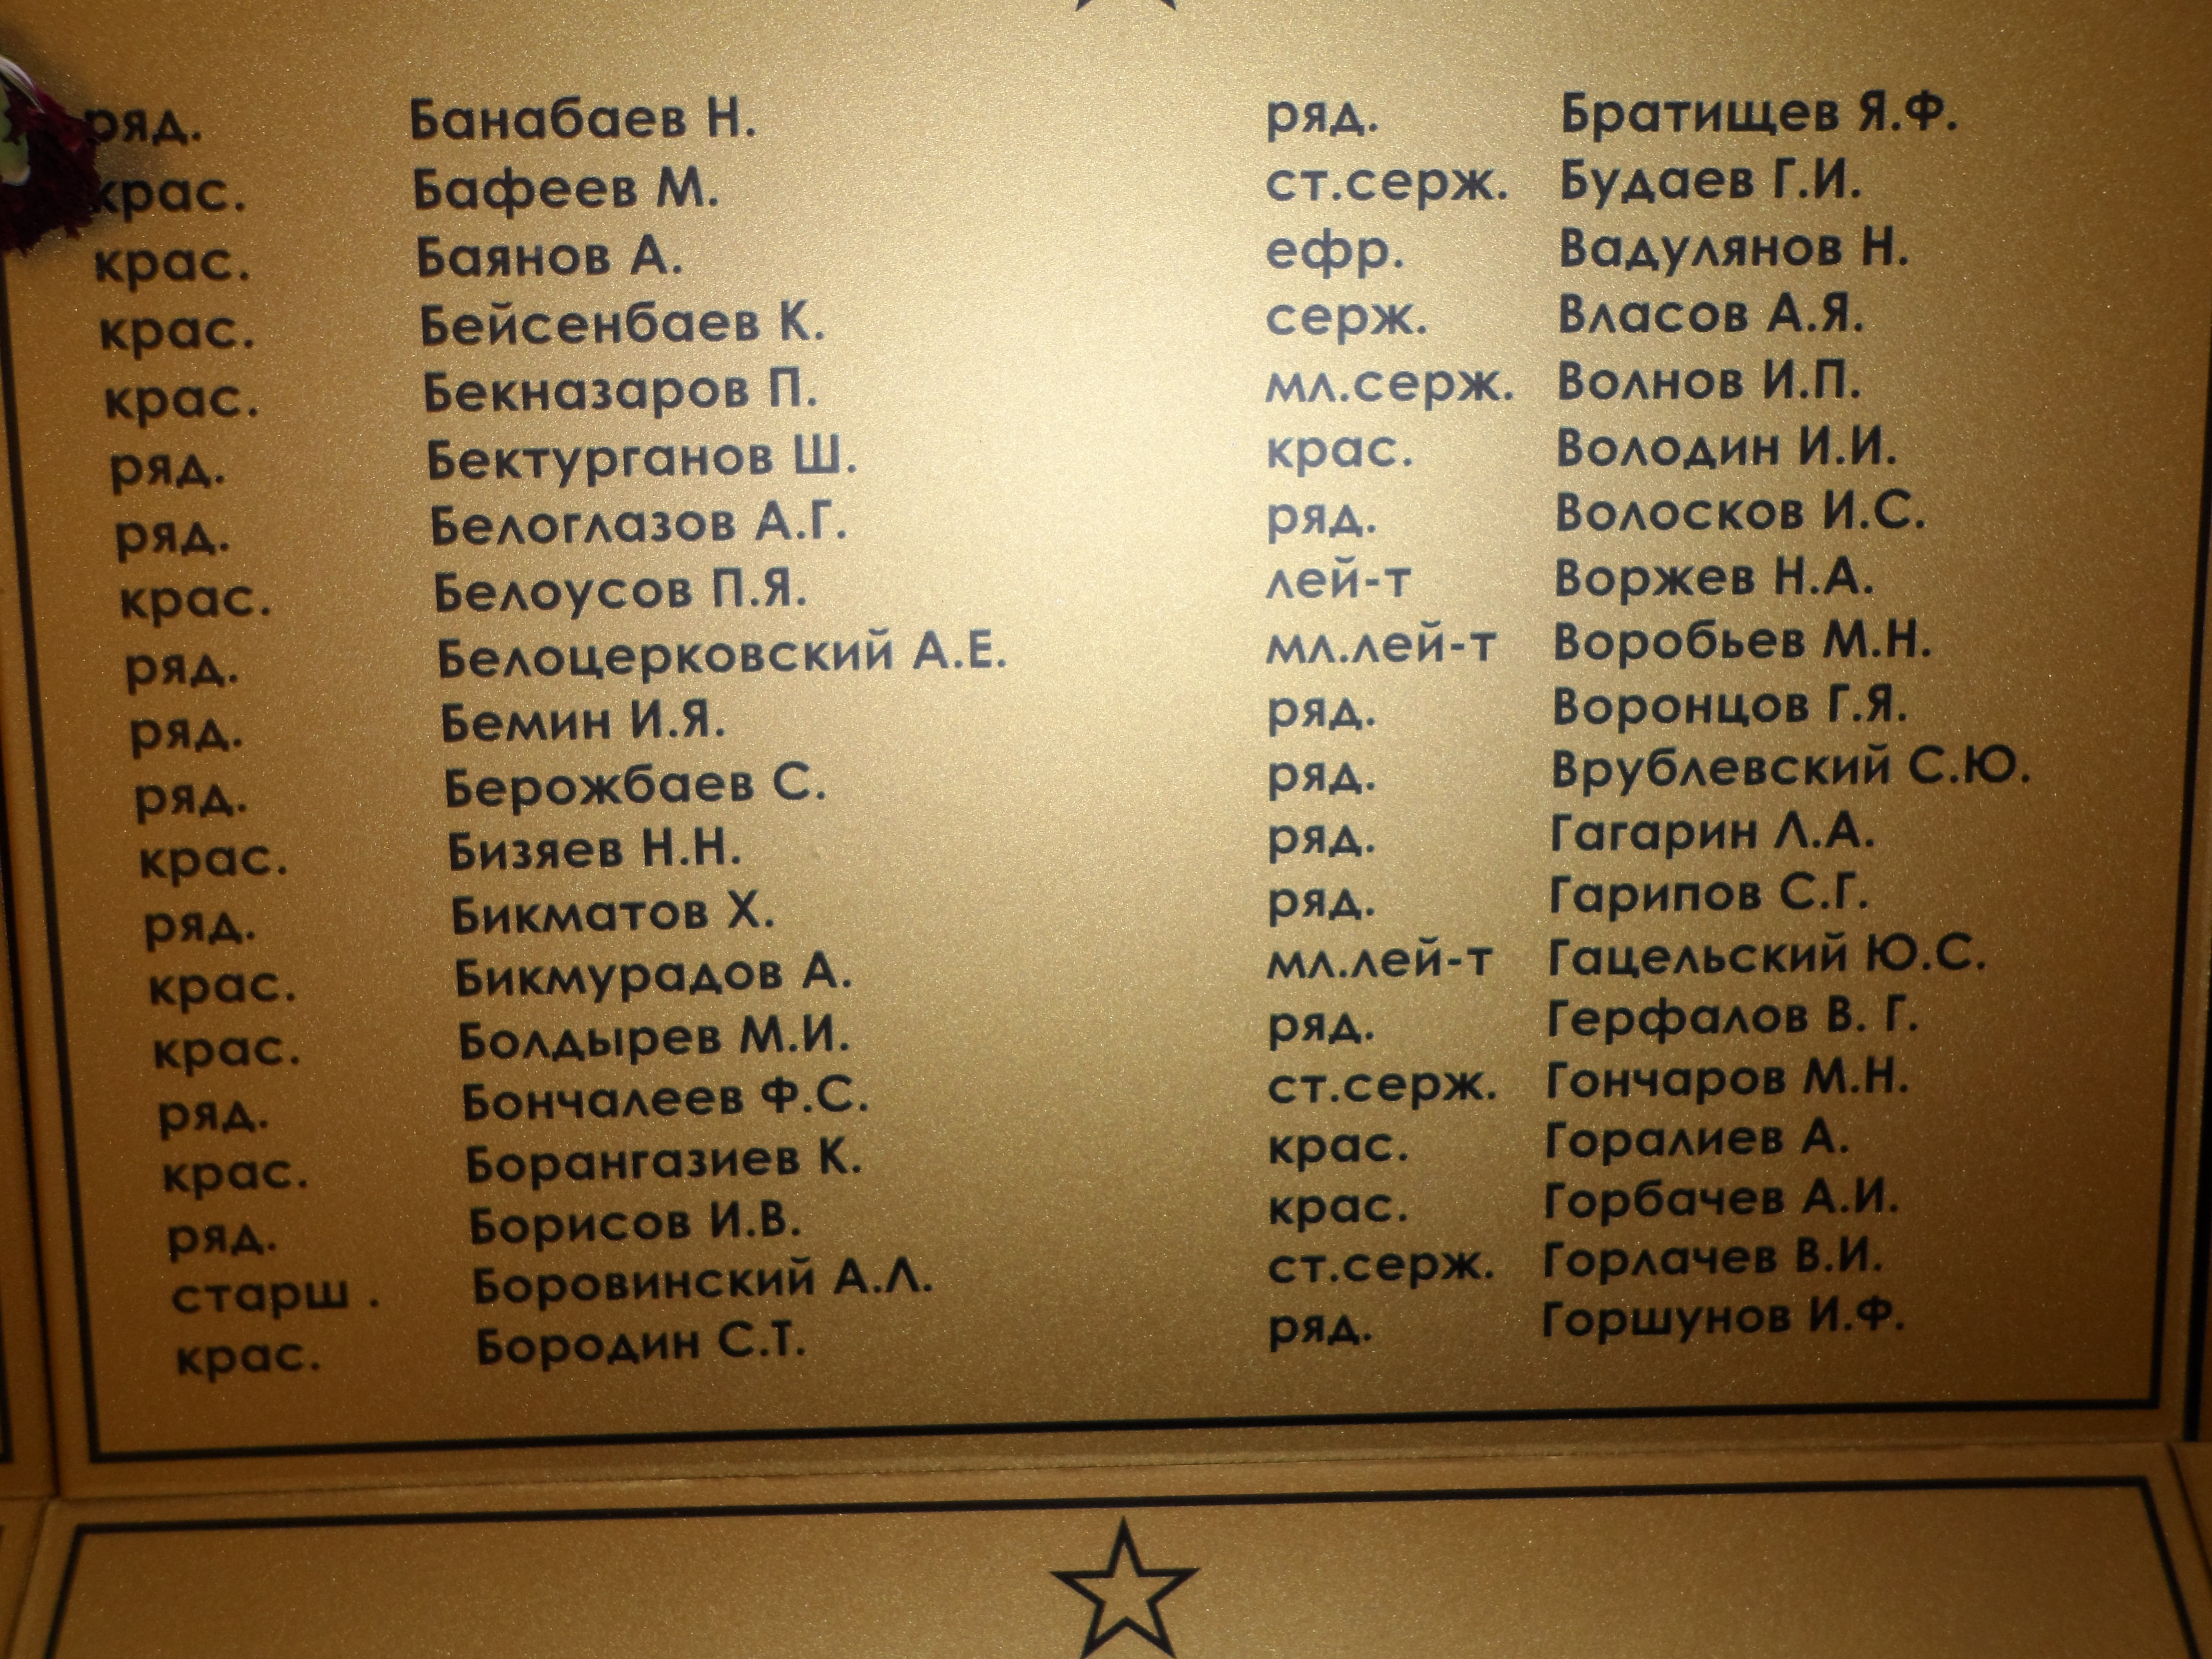 ряд. Банабаев Н.
крас. Бафеев М.
крас. Баянов А.
крас. Бейсенбаев К.
крас. Бекназаров П.
ряд. Бектурганов Ш.
ряд. Белоглазов А.Г.
крас. Белоусов П.Я.
ряд. Белоцерковский А.Е.
ряд. Бемин И.Я.
ряд. Берожбаев С.
крас. Бизяев Н.Н.
ряд. Бикматов Х.
крас. Бикмурадов А.
крас. Болдырев М.И.
ряд. Бончалеев Ф.С.
крас. Борангазиев К.
ряд. Борисов И.В.
старш . Боровинский А.Л.
крас. Бородин С.Т.
ряд. Братищев Я.Ф.
ст.серж. Будаев Г.И.
ефр. Вадулянов Н.
серж. Власов А.Я.
мл.серж. Волнов И.П.
крас. Володин И.И.
ряд. Волосков И.С.
лей-т Воржев Н.А.
мл.лей-т Воробьев М.Н.
ряд. Воронцов Г.Я.
ряд. Врублевский С.Ю.
ряд. Гагарин Л.А.
ряд. Гарипов С.Г.
мл.лей-т Гацельский Ю.С.
ряд. Герфалов В. Г.
ст.серж. Гончаров М.Н.
крас. Горалиев А.
крас. Горбачев А.И.
ст.серж. Горлачев В.И.
ряд. Горшунов И.Ф.